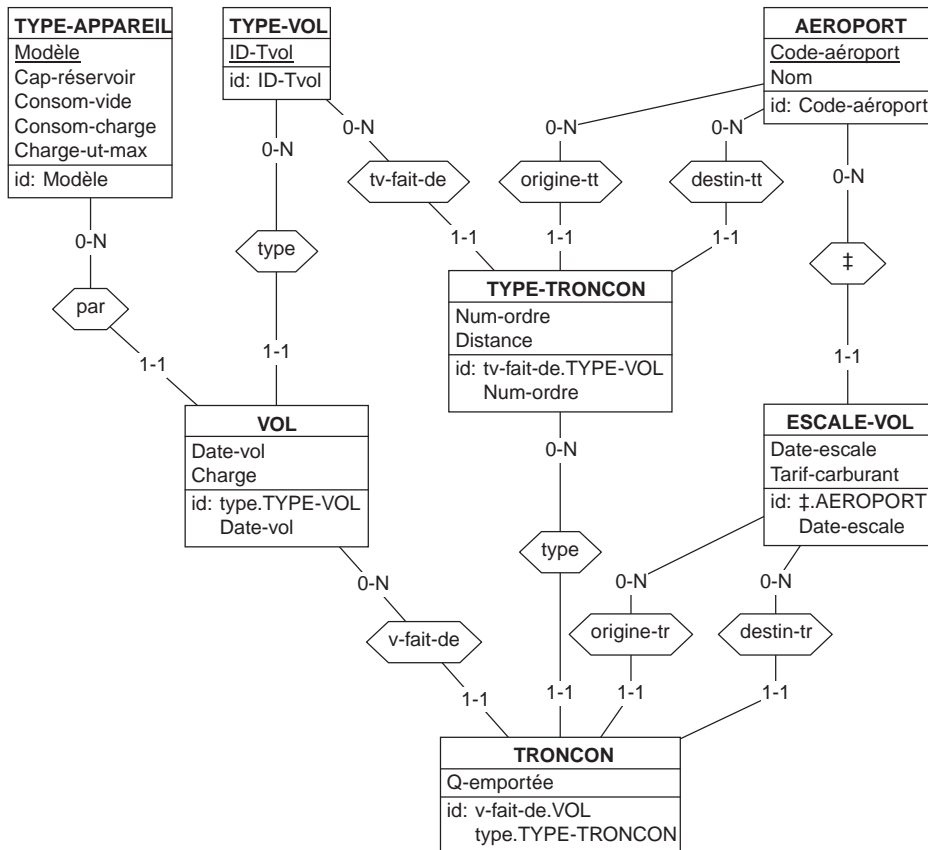 TYPE-APPAREIL
Modèle
Cap-réservoir
Consom-vide
Consom-charge
Charge-ut-max
id: Modèle
TYPE-VOL
ID-Tvol
id: ID-Tvol
AEROPORT
Code-aéroport
Nom
id: Code-aéroport
0-N
0-N
0-N
0-N
0-N
0-N
tv-fait-de
origine-tt
destin-tt
type
par
‡
1-1
1-1
1-1
1-1
1-1
1-1
TYPE-TRONCON
Num-ordre
Distance
id: tv-fait-de.TYPE-VOL
Num-ordre
VOL
Date-vol
Charge
id: type.TYPE-VOL
Date-vol
ESCALE-VOL
Date-escale
Tarif-carburant
id: ‡.AEROPORT
Date-escale
0-N
0-N
0-N
0-N
type
v-fait-de
origine-tr
destin-tr
1-1
1-1
1-1
1-1
TRONCON
Q-emportée
id: v-fait-de.VOL
type.TYPE-TRONCON